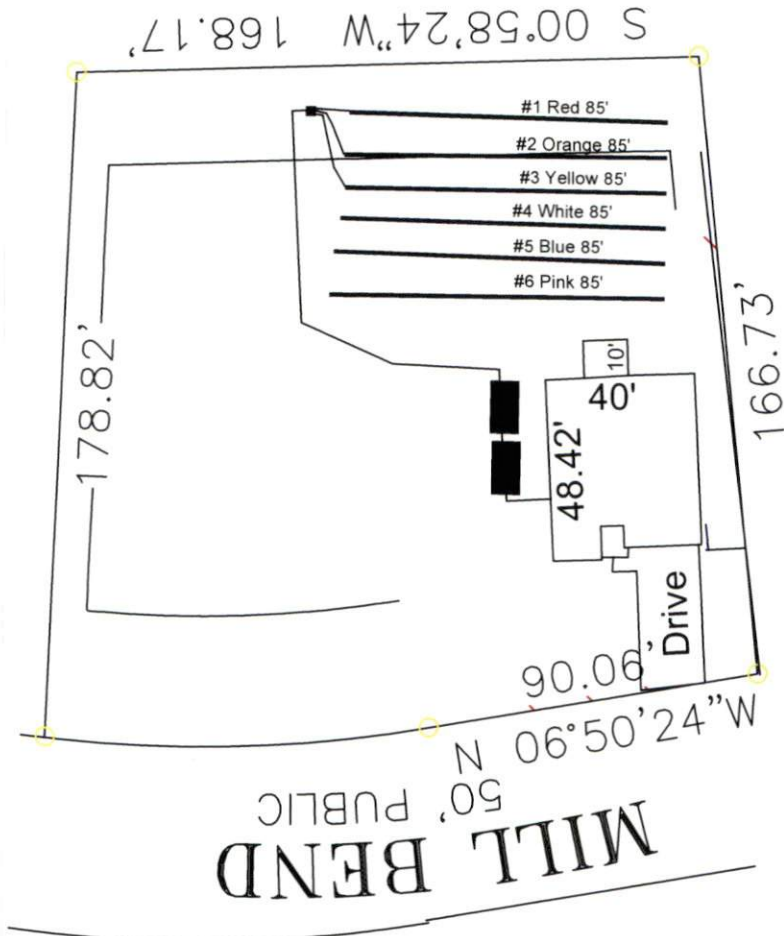 S 00°58'24"W 168.17'
#1 Red 85'
#2 Orange 85'
#3 Yellow 85'
#4 White 85'
#5 Blue 85'
#6 Pink 85'
178.82'
166.73'
10'
40'
48.42'
Drive
90.06'
N 06°50'24"W
50' PUBLIC
MILL BEND